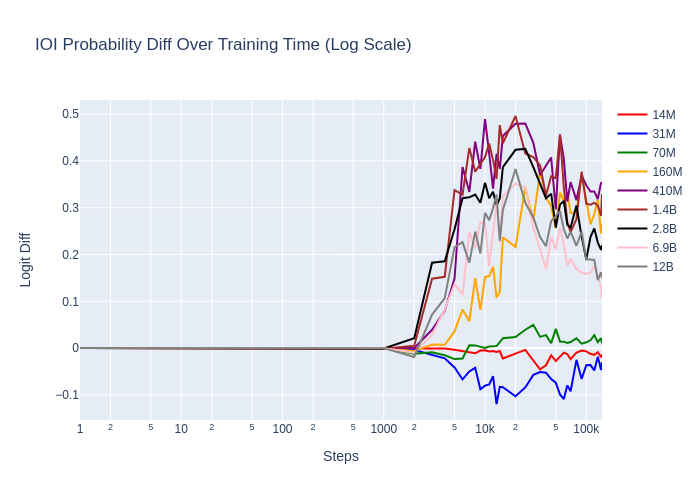 IOI Probability Diff Over Training Time (Log Scale)
0.5
0.4
0.3
0.2
0.1
0
−0.1
Logit Diff
1
2
5
10
2
5
100
2
5
1000
2
5
10k
2
5
100k
Steps
14M
31M
70M
160M
410M
1.4B
2.8B
6.9B
12B